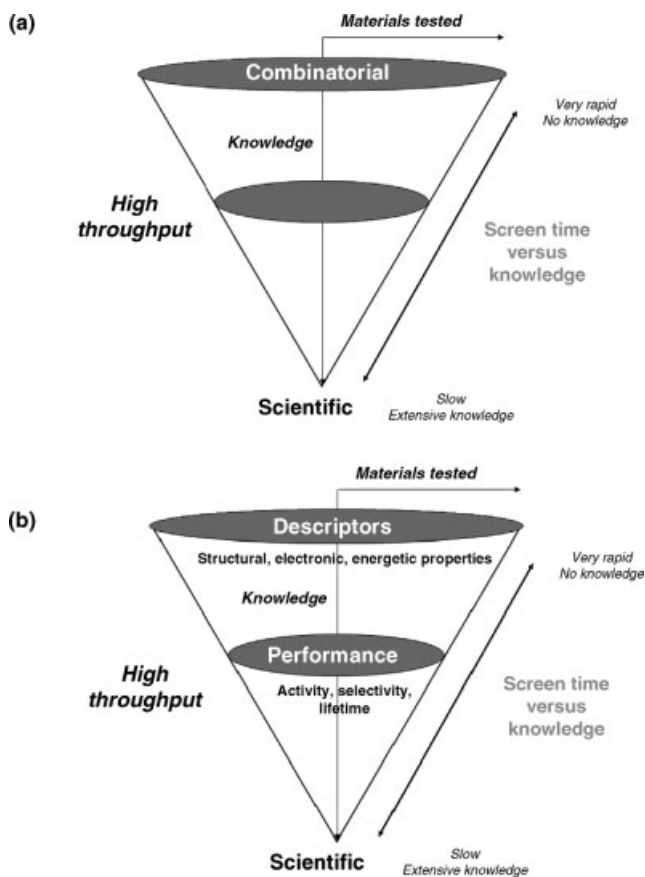 (a)
Materials tested
Combinatorial
Very rapid
No knowledge
Knowledge
High
throughput
Screen time
versus
knowledge
Scientific
Slow
Extensive knowledge
(b)
Materials tested
Descriptors
Structural, electronic, energetic properties
Very rapid
No knowledge
Knowledge
High
throughput
Performance
Activity, selectivity,
lifetime
Screen time
versus
knowledge
Scientific
Slow
Extensive knowledge